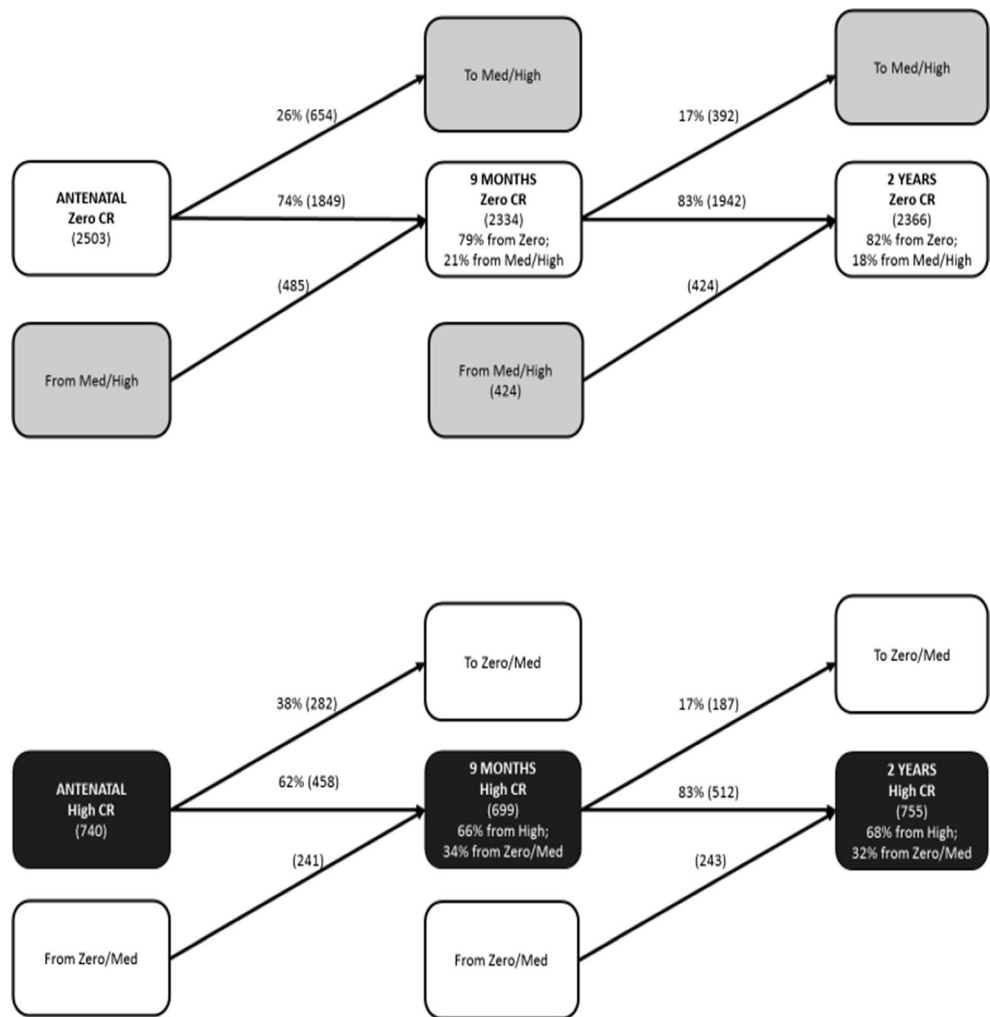 To Med/High
To Med/High
26% (654)
17% (392)
ANTENATAL
Zero CR
(2503)
74% (1849)
9 MONTHS
Zero CR
(2334)
79% from Zero;
21% from Med/High
83% (1942)
2 YEARS
Zero CR
(2366)
82% from Zero;
18% from Med/High
(485)
(424)
From Med/High
From Med/High
(424)
To Zero/Med
To Zero/Med
38% (282)
17% (187)
ANTENATAL
High CR
(740)
62% (458)
9 MONTHS
High CR
(699)
66% from High;
34% from Zero/Med
83% (512)
2 YEARS
High CR
(755)
68% from High;
32% from Zero/Med
(241)
(243)
From Zero/Med
From Zero/Med